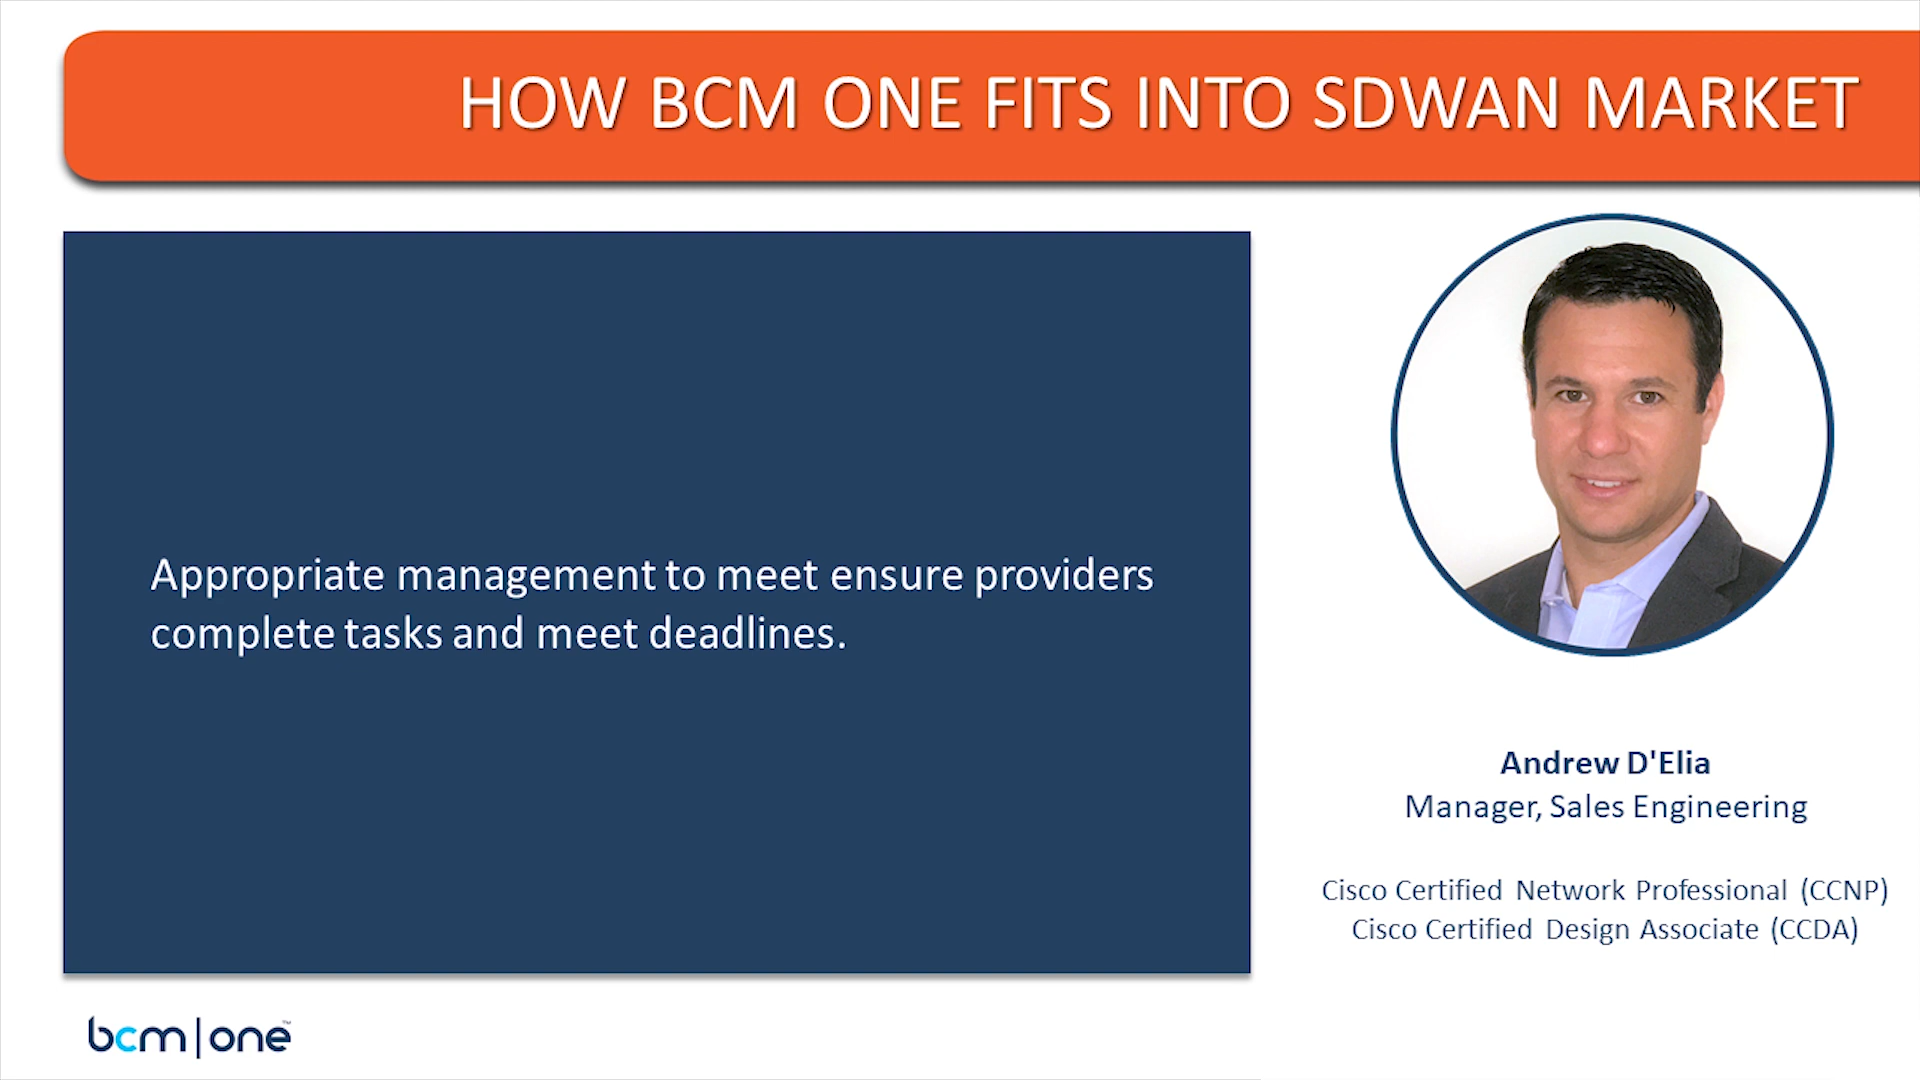 HOW BCM ONE FITS INTO SDWAN MARKET
Appropriate management to meet ensure providers
complete tasks and meet deadlines.
Andrew D'Elia
Manager, Sales Engineering
Cisco Certified Network Professional (CCNP)
Cisco Certified Design Associate (CCDA)
bcm|one™